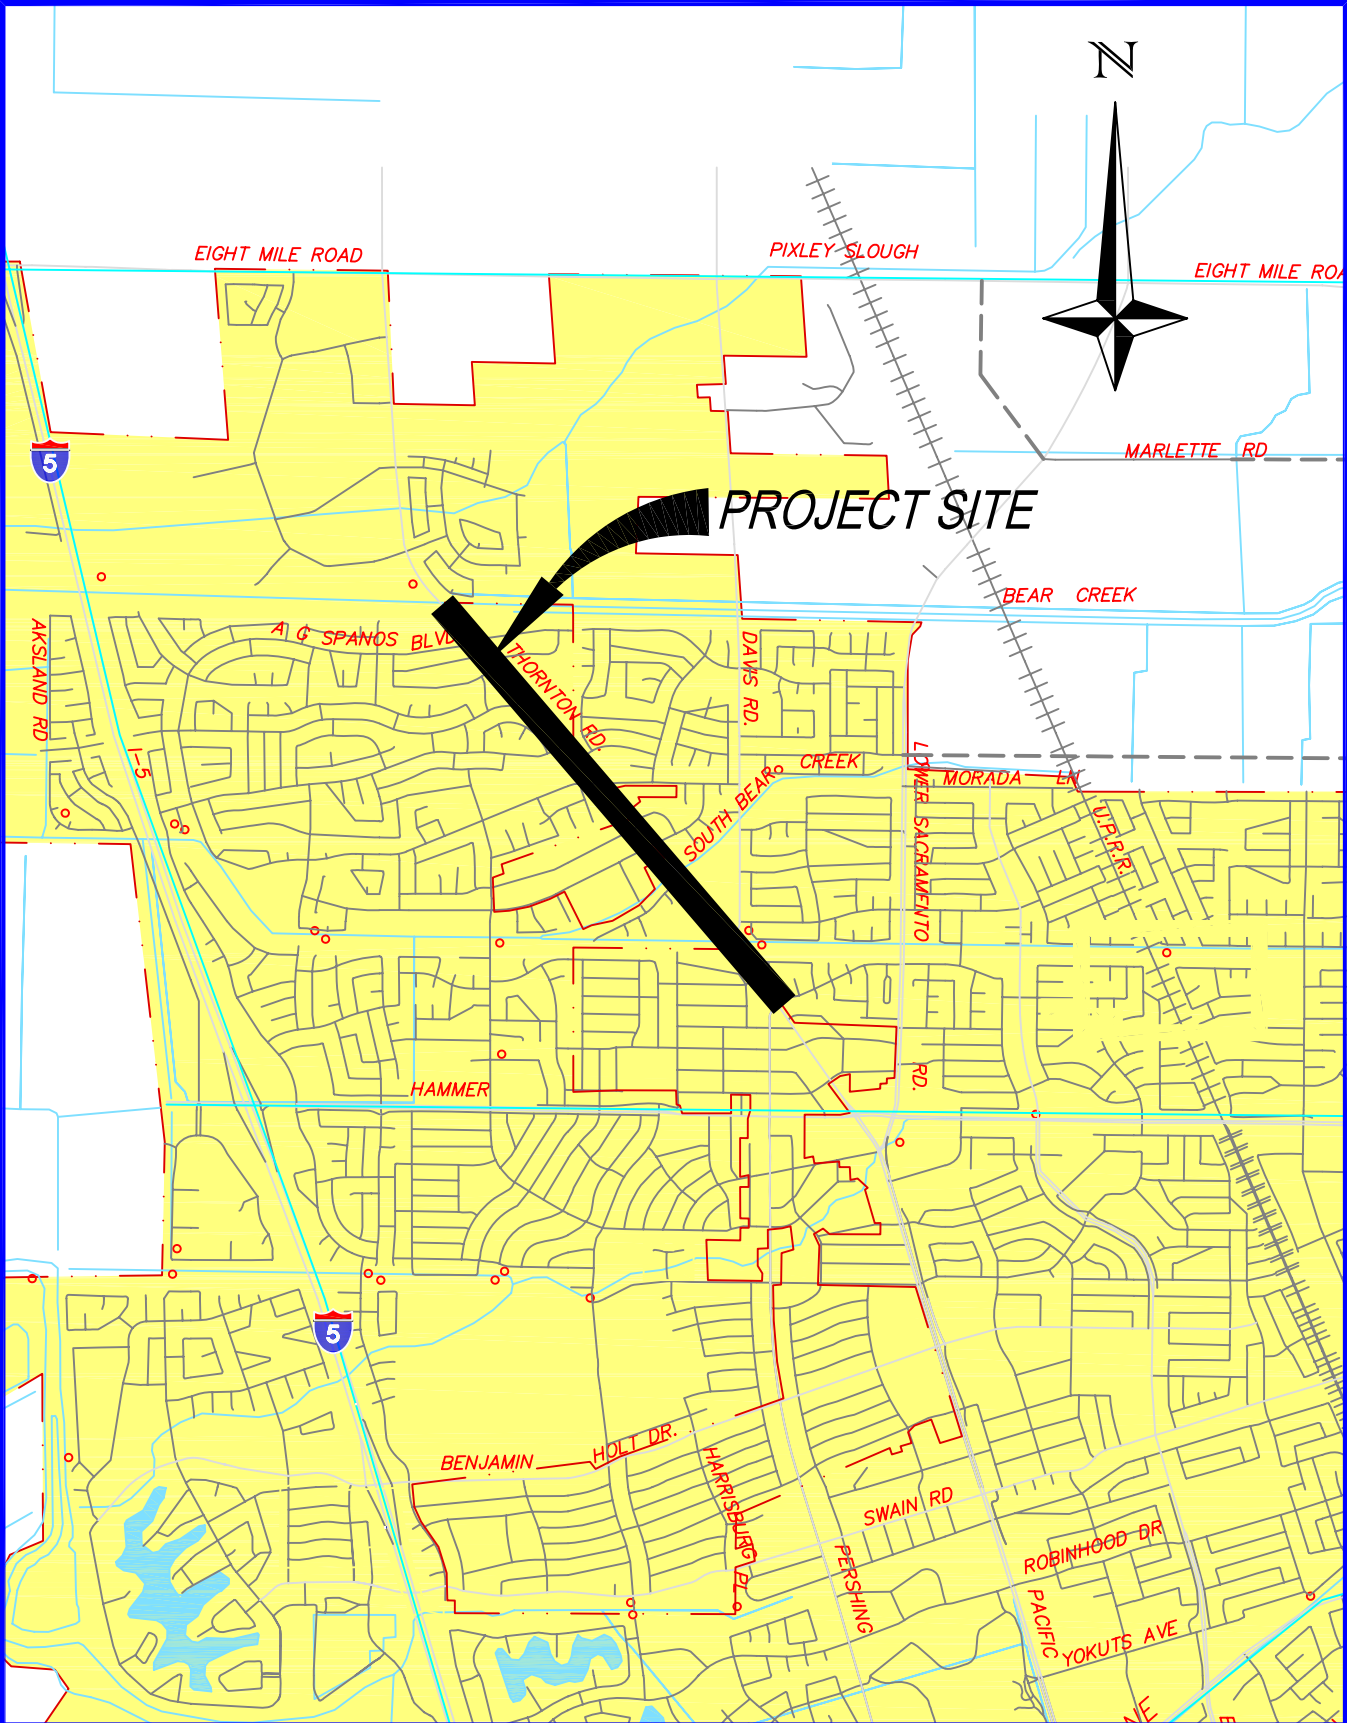 N
EIGHT MILE ROAD
PIXLEY SLOUGH
EIGHT MILE ROA
MARLETTE RD
5
PROJECT SITE
BEAR CREEK
A G SPANOS BLVD
AKSLAND RD
THORNTON RD.
DAVIS RD.
I-5
SOUTH BEAR CREEK
LOWER SACRAMENTO RD.
MORADA LN
U.P.R.R.
HAMMER
5
BENJAMIN HOLT DR.
HARRISBURG PL
SWAIN RD
PERSHING
ROBINHOOD DR
PACIFIC
YOKUTS AVE